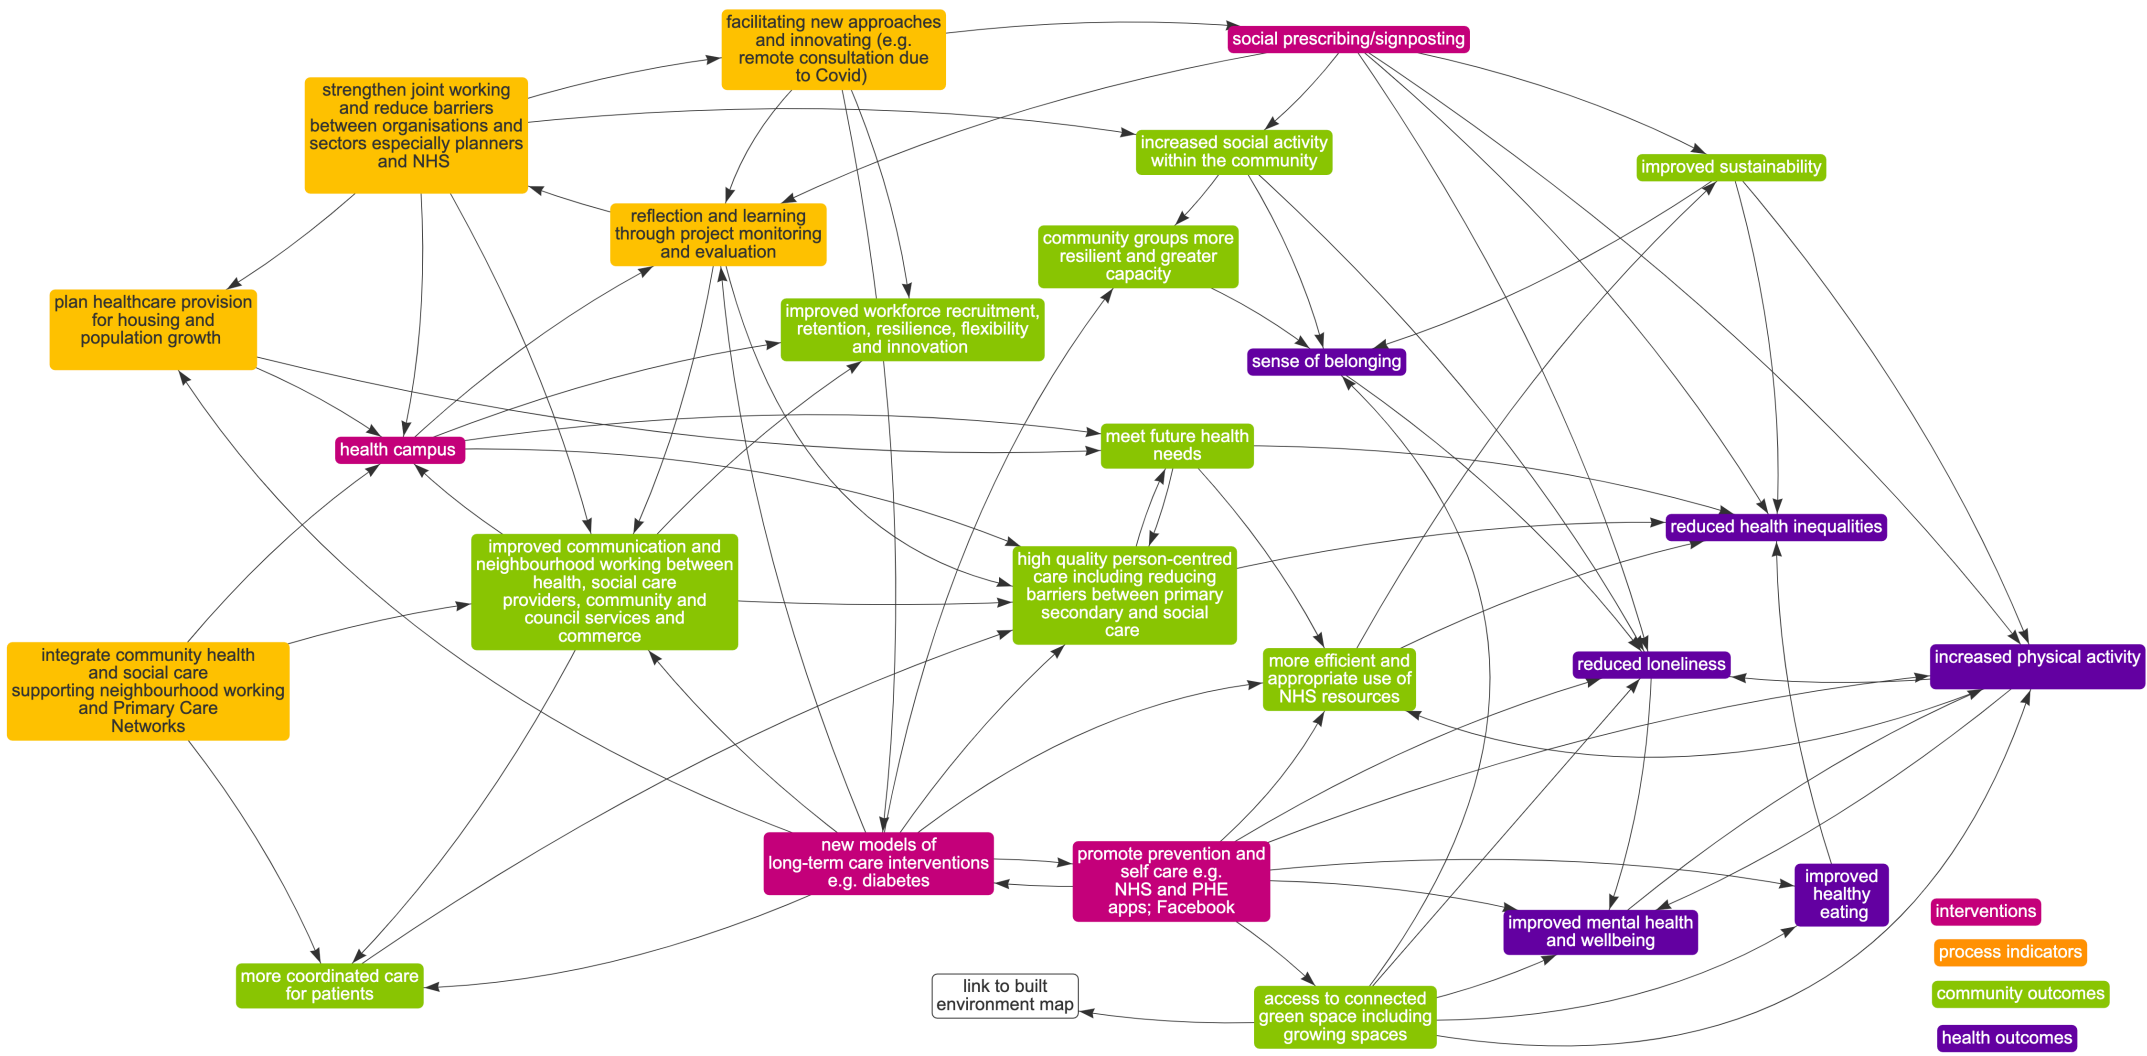 facilitating new approaches
and innovating (e.g.
remote consultation due
to Covid)
social prescribing/signposting
strengthen joint working
and reduce barriers
between organisations and
sectors especially planners
and NHS
increased social activity
within the community
improved sustainability
reflection and learning
through project monitoring
and evaluation
community groups more
resilient and greater
capacity
plan healthcare provision
for housing and
population growth
improved workforce recruitment,
retention, resilience, flexibility
and innovation
sense of belonging
health campus
meet future health
needs
reduced health inequalities
improved communication and
neighbourhood working between
health, social care
providers, community and
council services and
commerce
high quality person-centred
care including reducing
barriers between primary
secondary and social
care
integrate community health
and social care
supporting neighbourhood working
and Primary Care
Networks
more efficient and
appropriate use of
NHS resources
reduced loneliness
increased physical activity
new models of
long-term care interventions
e.g. diabetes
promote prevention and
self care e.g.
NHS and PHE
apps; Facebook
improved
healthy
eating
improved mental health
and wellbeing
more coordinated care
for patients
link to built
environment map
access to connected
green space including
growing spaces
interventions
process indicators
community outcomes
health outcomes